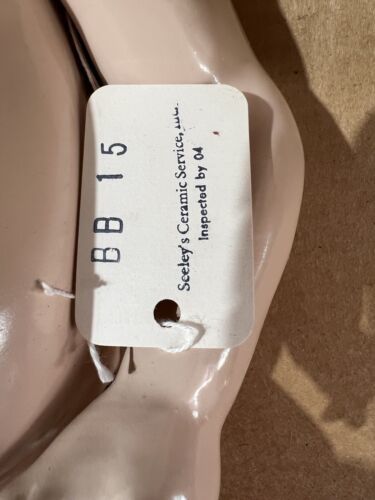 BB 15
Seeley's Ceramic Service, Inc.
Inspected by 04